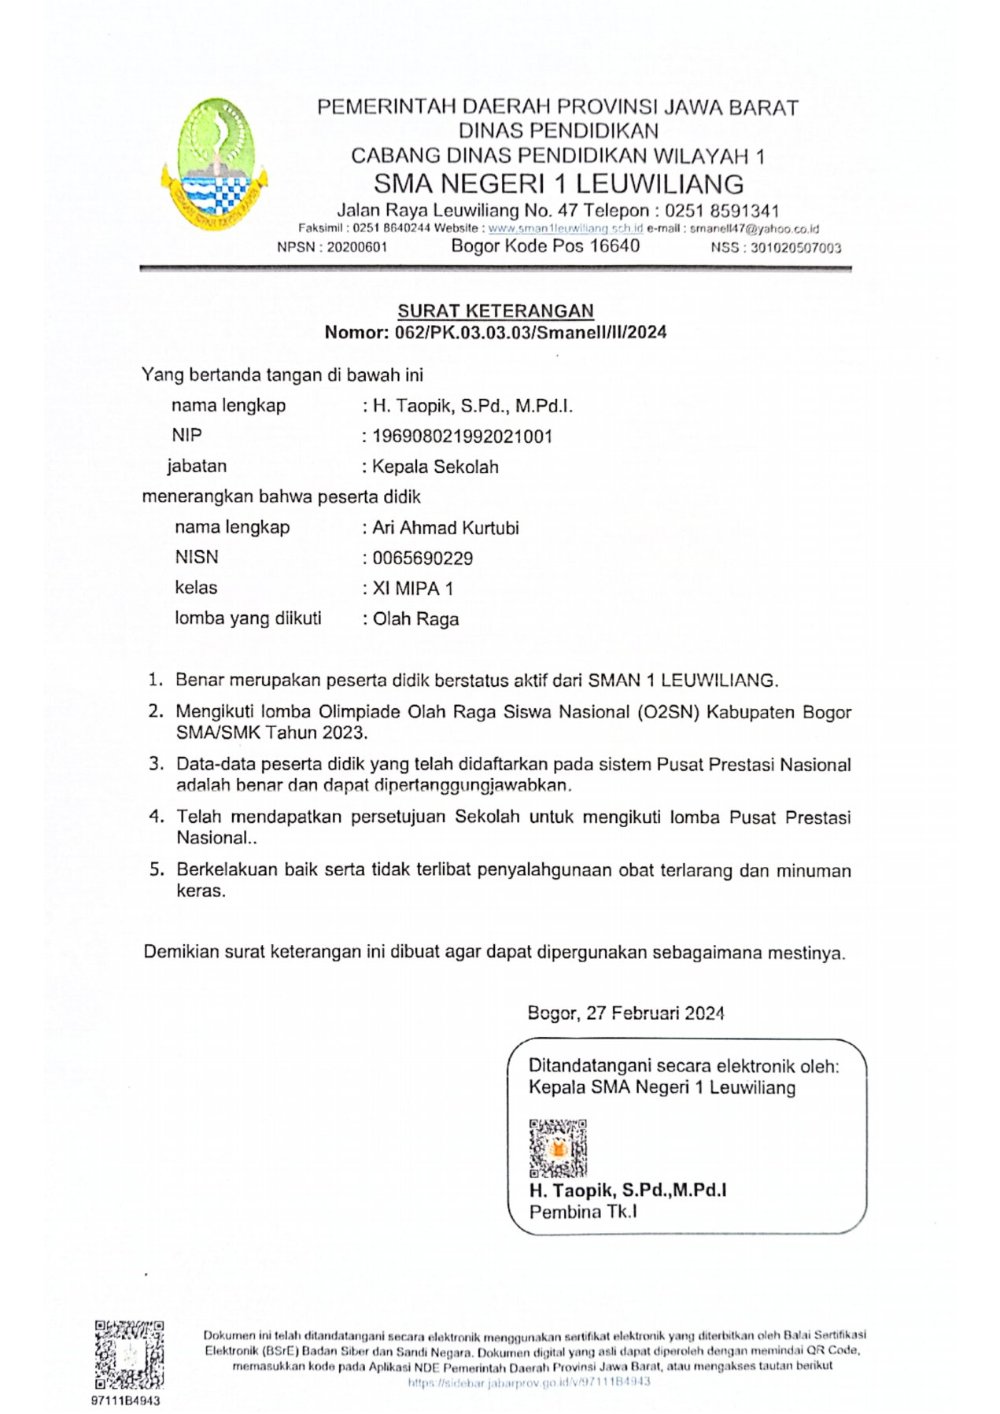 PEMERINTAH DAERAH PROVINSI JAWA BARAT
DINAS PENDIDIKAN
CABANG DINAS PENDIDIKAN WILAYAH 1
SMA NEGERI 1 LEUWILIANG
Jalan Raya Leuwiliang No. 47 Telepon : 0251 8591341
Faksimil : 0251 8640244 Website : www.sman1leuwiliang.sch.id e-mail : smanell47@yahoo.co.id
NPSN : 20200601 Bogor Kode Pos 16640 NSS : 301020507003
SURAT KETERANGAN
Nomor: 062/PK.03.03.03/Smanell/II/2024
Yang bertanda tangan di bawah ini
nama lengkap : H. Taopik, S.Pd., M.Pd.I.
NIP : 196908021992021001
jabatan : Kepala Sekolah
menerangkan bahwa peserta didik
nama lengkap : Ari Ahmad Kurtubi
NISN : 0065690229
kelas : XI MIPA 1
lomba yang diikuti : Olah Raga
1. Benar merupakan peserta didik berstatus aktif dari SMAN 1 LEUWILIANG.
2. Mengikuti lomba Olimpiade Olah Raga Siswa Nasional (O2SN) Kabupaten Bogor
SMA/SMK Tahun 2023.
3. Data-data peserta didik yang telah didaftarkan pada sistem Pusat Prestasi Nasional
adalah benar dan dapat dipertanggungjawabkan.
4. Telah mendapatkan persetujuan Sekolah untuk mengikuti lomba Pusat Prestasi
Nasional..
5. Berkelakuan baik serta tidak terlibat penyalahgunaan obat terlarang dan minuman
keras.
Demikian surat keterangan ini dibuat agar dapat dipergunakan sebagaimana mestinya.
Bogor, 27 Februari 2024
Ditandatangani secara elektronik oleh:
Kepala SMA Negeri 1 Leuwiliang
H. Taopik, S.Pd.,M.Pd.I
Pembina Tk.I
Dokumen ini telah ditandatangani secara elektronik menggunakan sertifikat elektronik yang diterbitkan oleh Balai Sertifikasi
Elektronik (BSrE) Badan Siber dan Sandi Negara. Dokumen digital yang asli dapat diperoleh dengan memindai QR Code,
memasukkan kode pada Aplikasi NDE Pemerintah Daerah Provinsi Jawa Barat, atau mengakses tautan berikut
https://sidebar.jabarprov.go.id/v/97111B4943
97111B4943